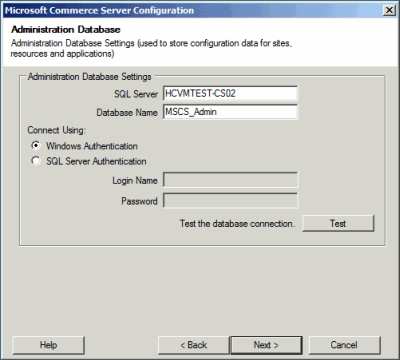 Microsoft Commerce Server Configuration
Administration Database
Administration Database Settings (used to store configuration data for sites,
resources and applications)
Administration Database Settings
SQL Server HCVMTEST-CS02
Database Name MSCS_Admin
Connect Using:
Windows Authentication
SQL Server Authentication
Login Name
Password
Test the database connection. Test
Help < Back Next > Cancel